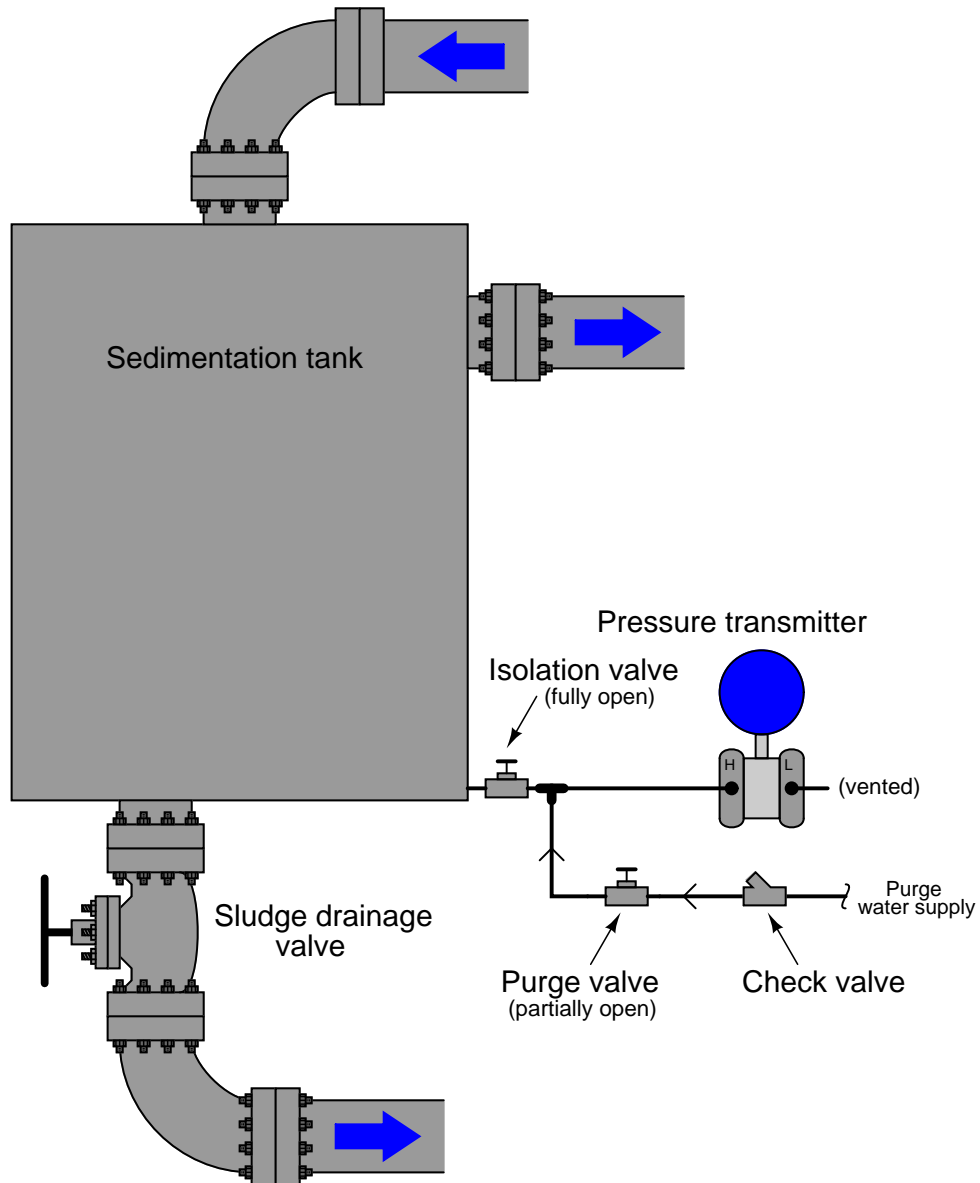 Sedimentation tank
Pressure transmitter
Isolation valve
(fully open)
H
L
(vented)
Sludge drainage
valve
Purge
water supply
Purge valve
(partially open)
Check valve